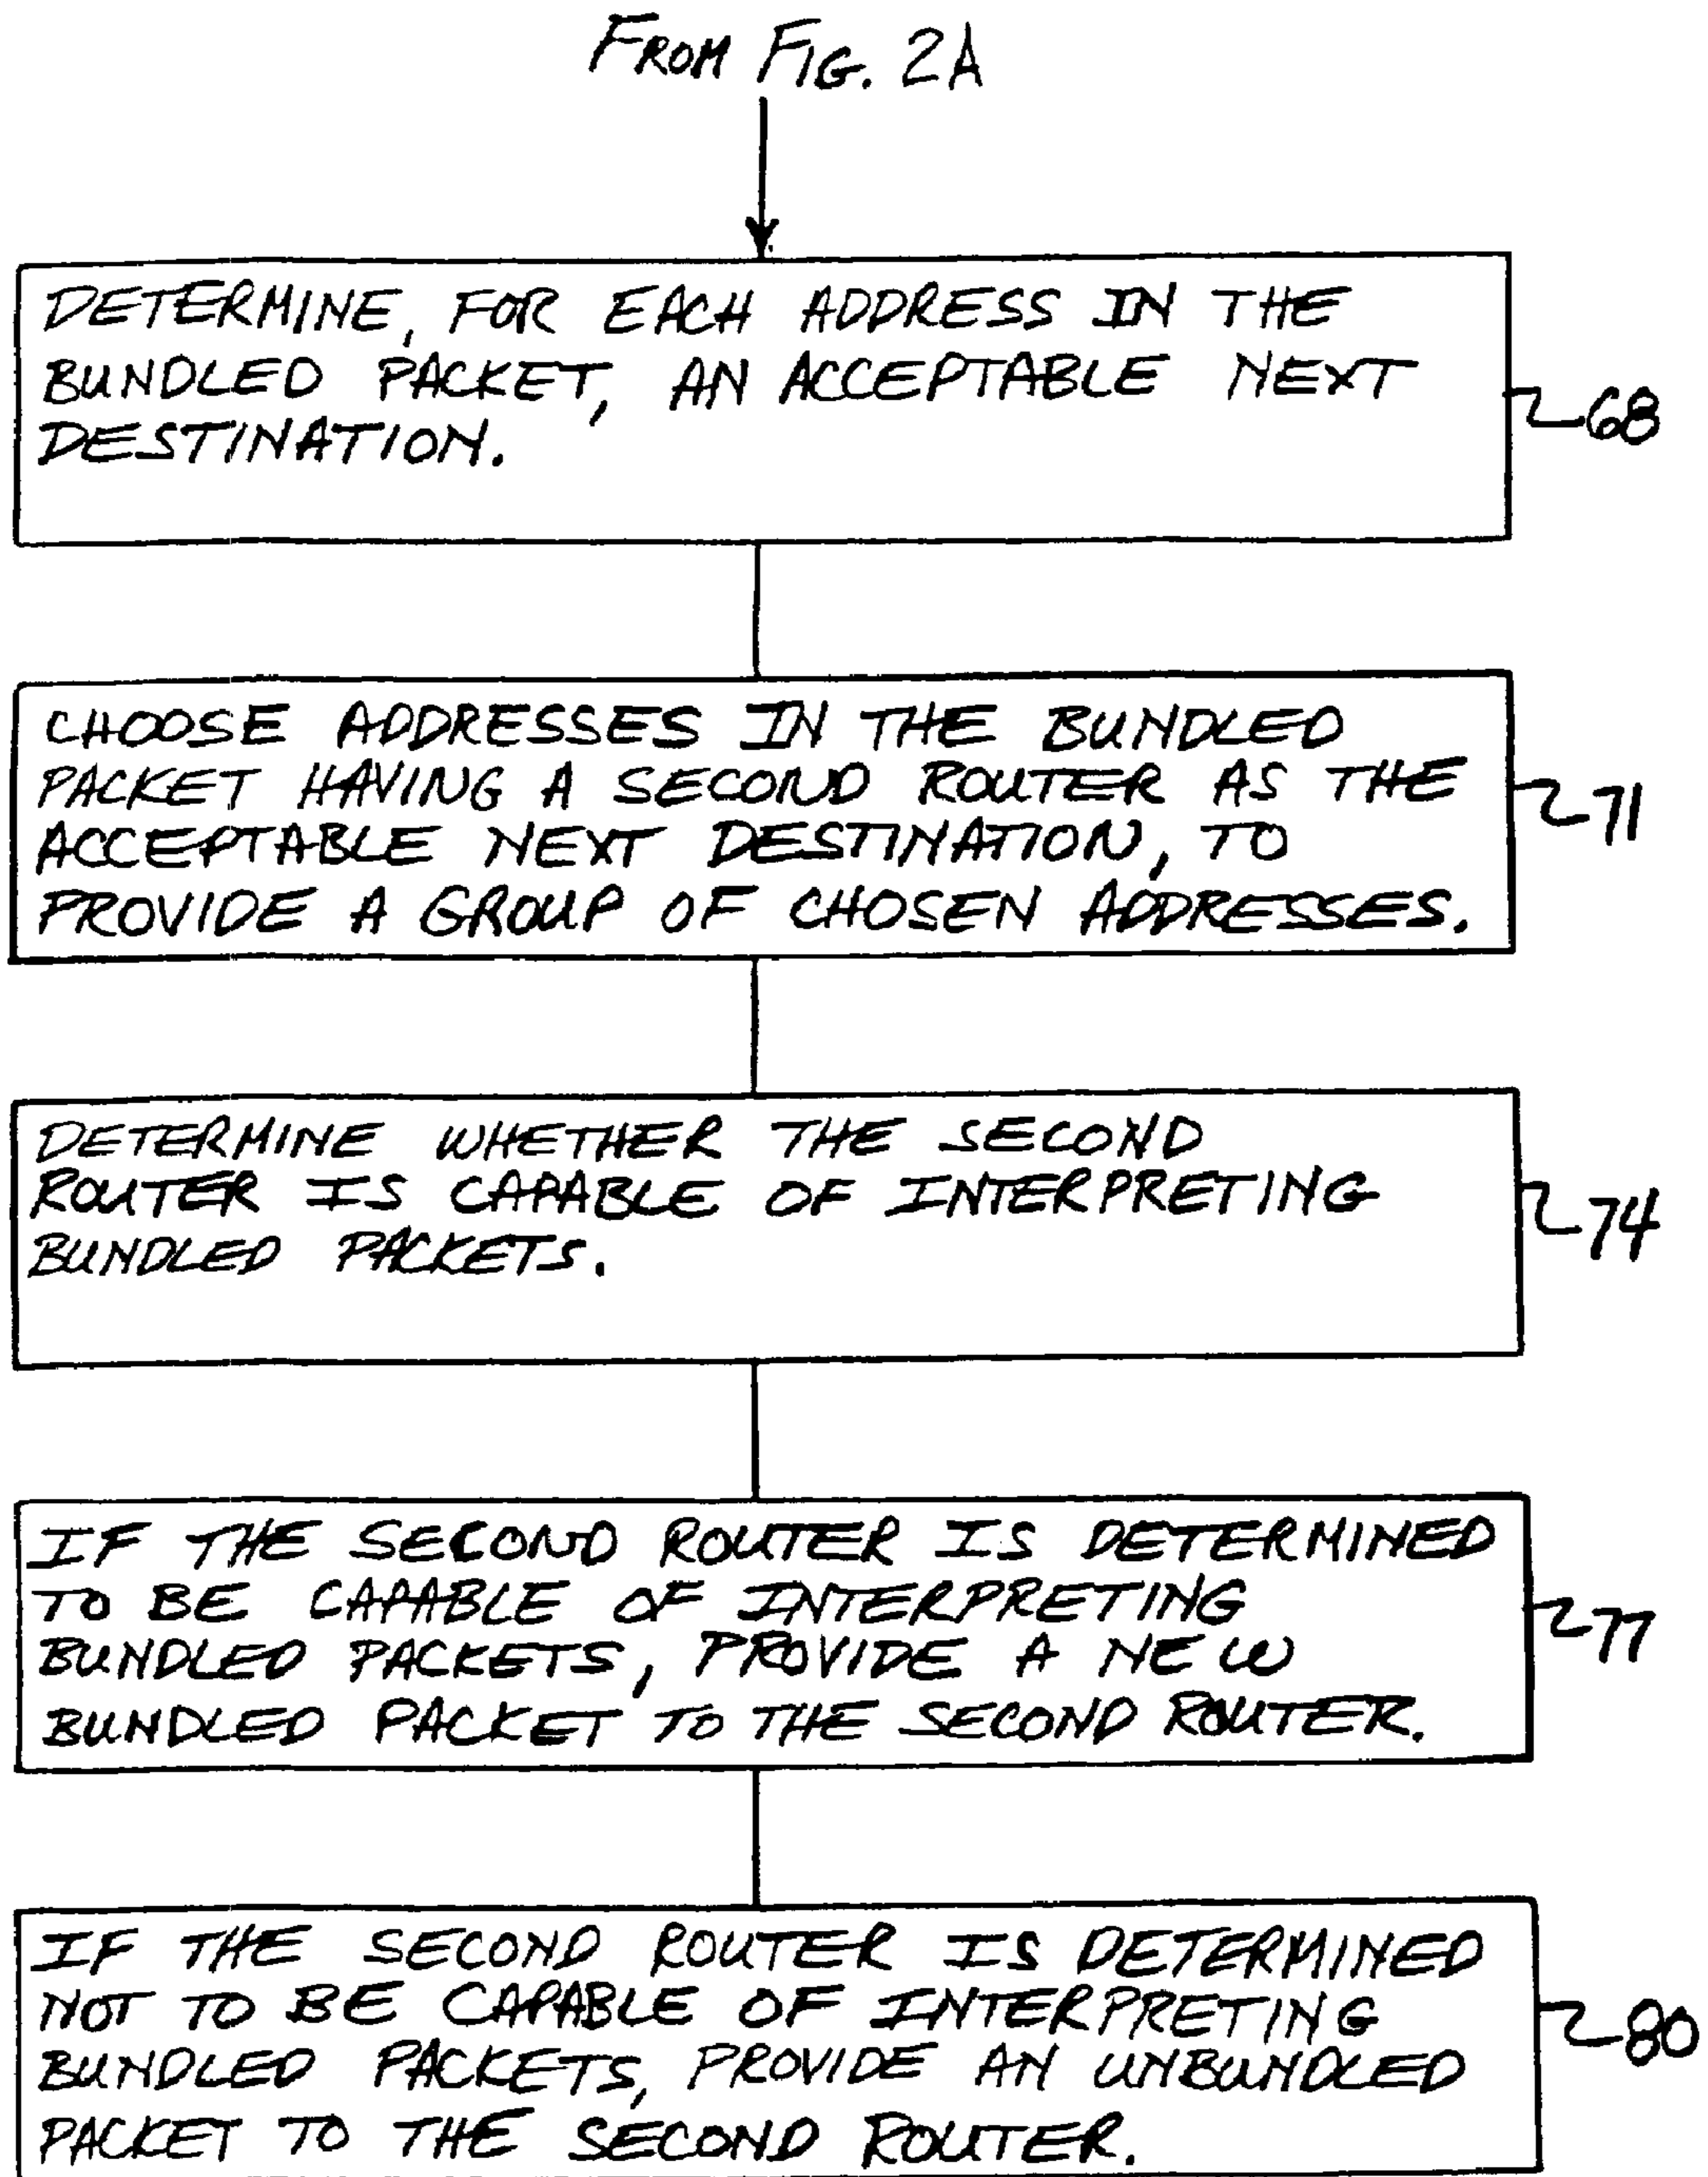 FROM FIG. 2A
DETERMINE, FOR EACH ADDRESS IN THE
BUNDLED PACKET, AN ACCEPTABLE NEXT
DESTINATION.
68
CHOOSE ADDRESSES IN THE BUNDLED
PACKET HAVING A SECOND ROUTER AS THE
ACCEPTABLE NEXT DESTINATION, TO
PROVIDE A GROUP OF CHOSEN ADDRESSES.
71
DETERMINE WHETHER THE SECOND
ROUTER IS CAPABLE OF INTERPRETING
BUNDLED PACKETS.
74
IF THE SECOND ROUTER IS DETERMINED
TO BE CAPABLE OF INTERPRETING
BUNDLED PACKETS, PROVIDE A NEW
BUNDLED PACKET TO THE SECOND ROUTER.
77
IF THE SECOND ROUTER IS DETERMINED
NOT TO BE CAPABLE OF INTERPRETING
BUNDLED PACKETS, PROVIDE AN UNBUNDLED
PACKET TO THE SECOND ROUTER.
80